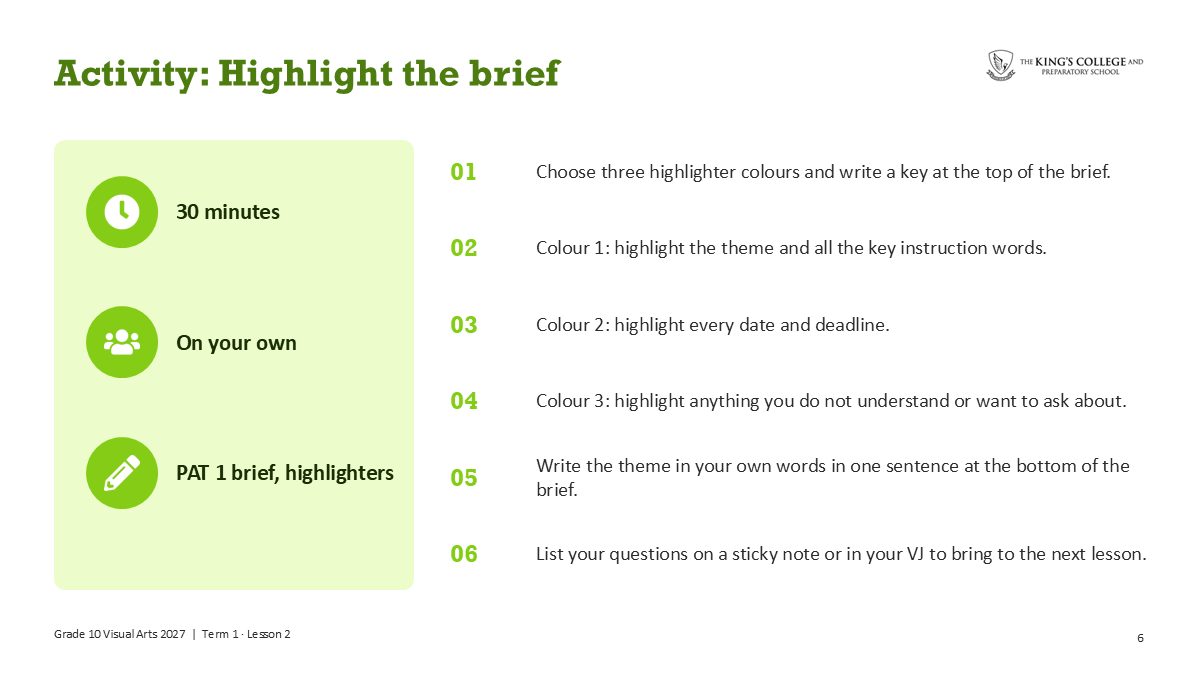 Activity: Highlight the brief
THE KING'S COLLEGE AND
PREPARATORY SCHOOL
30 minutes
On your own
PAT 1 brief, highlighters
01 Choose three highlighter colours and write a key at the top of the brief.
02 Colour 1: highlight the theme and all the key instruction words.
03 Colour 2: highlight every date and deadline.
04 Colour 3: highlight anything you do not understand or want to ask about.
05 Write the theme in your own words in one sentence at the bottom of the
brief.
06 List your questions on a sticky note or in your VJ to bring to the next lesson.
Grade 10 Visual Arts 2027 | Term 1 · Lesson 2
6